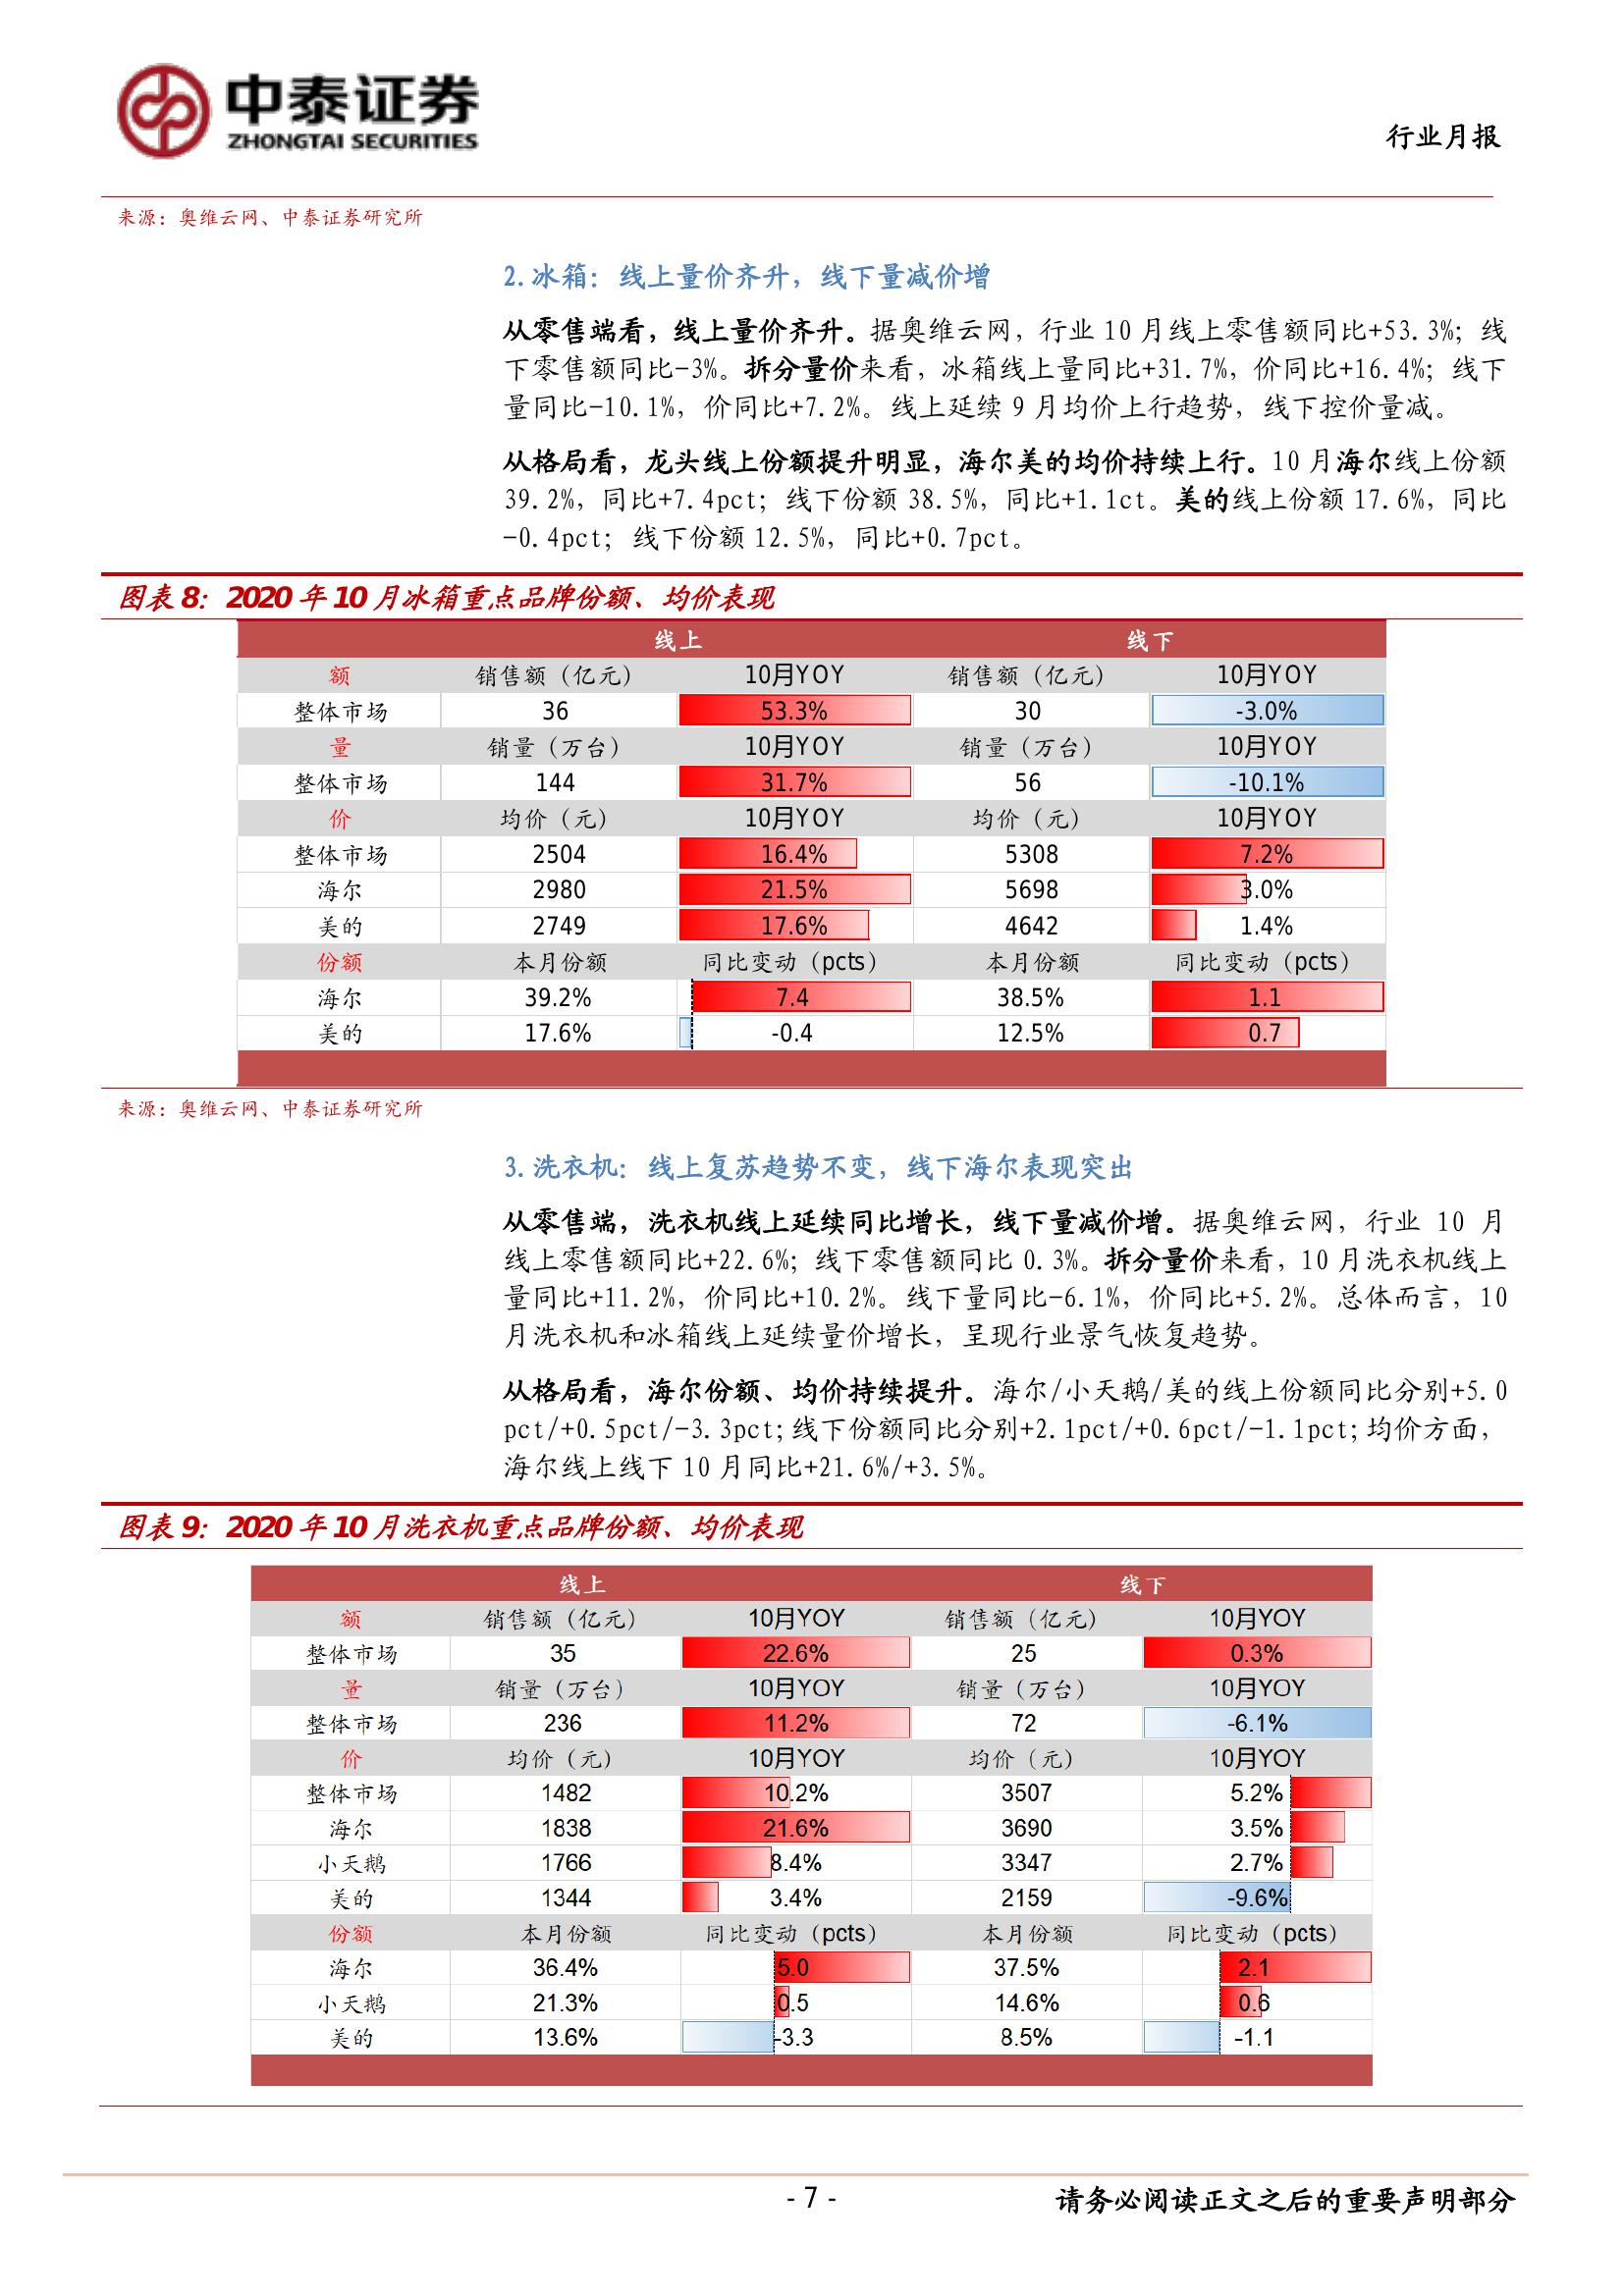 中泰证券
ZHONGTAI SECURITIES
行业月报
来源：奥维云网、中泰证券研究所
2.冰箱：线上量价齐升，线下量减价增
从零售端看，线上量价齐升。据奥维云网，行业 10 月线上零售额同比+53.3%；线
下零售额同比-3%。拆分量价来看，冰箱线上量同比+31.7%，价同比+16.4%；线下
量同比-10.1%，价同比+7.2%。线上延续 9 月均价上行趋势，线下控价量减。
从格局看，龙头线上份额提升明显，海尔美的均价持续上行。10 月海尔线上份额
39.2%，同比+7.4pct；线下份额 38.5%，同比+1.1ct。美的线上份额 17.6%，同比
-0.4pct；线下份额 12.5%，同比+0.7pct。
图表 8：2020 年 10 月冰箱重点品牌份额、均价表现
线上 线下
额 销售额（亿元） 10月YOY 销售额（亿元） 10月YOY
整体市场 36 53.3% 30 -3.0%
量 销量（万台） 10月YOY 销量（万台） 10月YOY
整体市场 144 31.7% 56 -10.1%
价 均价（元） 10月YOY 均价（元） 10月YOY
整体市场 2504 16.4% 5308 7.2%
海尔 2980 21.5% 5698 3.0%
美的 2749 17.6% 4642 1.4%
份额 本月份额 同比变动（pcts） 本月份额 同比变动（pcts）
海尔 39.2% 7.4 38.5% 1.1
美的 17.6% -0.4 12.5% 0.7
来源：奥维云网、中泰证券研究所
3.洗衣机：线上复苏趋势不变，线下海尔表现突出
从零售端，洗衣机线上延续同比增长，线下量减价增。据奥维云网，行业 10 月
线上零售额同比+22.6%；线下零售额同比 0.3%。拆分量价来看，10 月洗衣机线上
量同比+11.2%，价同比+10.2%。线下量同比-6.1%，价同比+5.2%。总体而言，10
月洗衣机和冰箱线上延续量价增长，呈现行业景气恢复趋势。
从格局看，海尔份额、均价持续提升。海尔/小天鹅/美的线上份额同比分别+5.0
pct/+0.5pct/-3.3pct;线下份额同比分别+2.1pct/+0.6pct/-1.1pct;均价方面，
海尔线上线下 10 月同比+21.6%/+3.5%。
图表 9：2020 年 10 月洗衣机重点品牌份额、均价表现
线上 线下
额 销售额（亿元） 10月YOY 销售额（亿元） 10月YOY
整体市场 35 22.6% 25 0.3%
量 销量（万台） 10月YOY 销量（万台） 10月YOY
整体市场 236 11.2% 72 -6.1%
价 均价（元） 10月YOY 均价（元） 10月YOY
整体市场 1482 10.2% 3507 5.2%
海尔 1838 21.6% 3690 3.5%
小天鹅 1766 8.4% 3347 2.7%
美的 1344 3.4% 2159 -9.6%
份额 本月份额 同比变动（pcts） 本月份额 同比变动（pcts）
海尔 36.4% 5.0 37.5% 2.1
小天鹅 21.3% 0.5 14.6% 0.6
美的 13.6% -3.3 8.5% -1.1
- 7 -
请务必阅读正文之后的重要声明部分